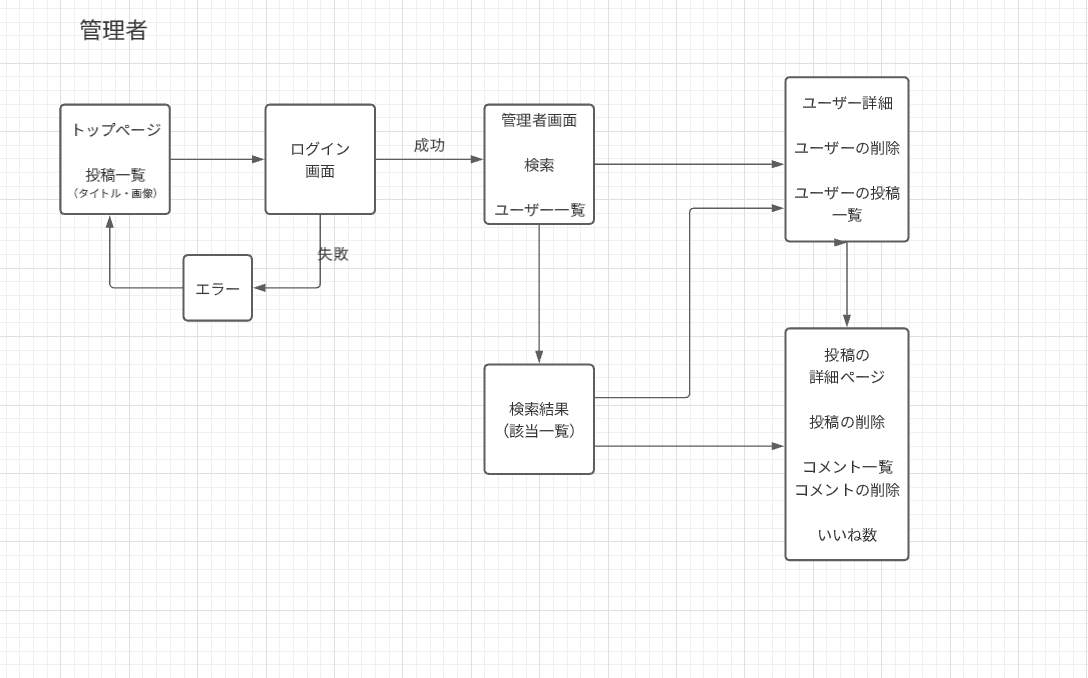 管理者
トップページ
投稿一覧
(タイトル・画像)
ログイン
画面
成功
失敗
エラー
管理者画面
検索
ユーザー一覧
検索結果
（該当一覧）
ユーザー詳細
ユーザーの削除
ユーザーの投稿
一覧
投稿の
詳細ページ
投稿の削除
コメント一覧
コメントの削除
いいね数